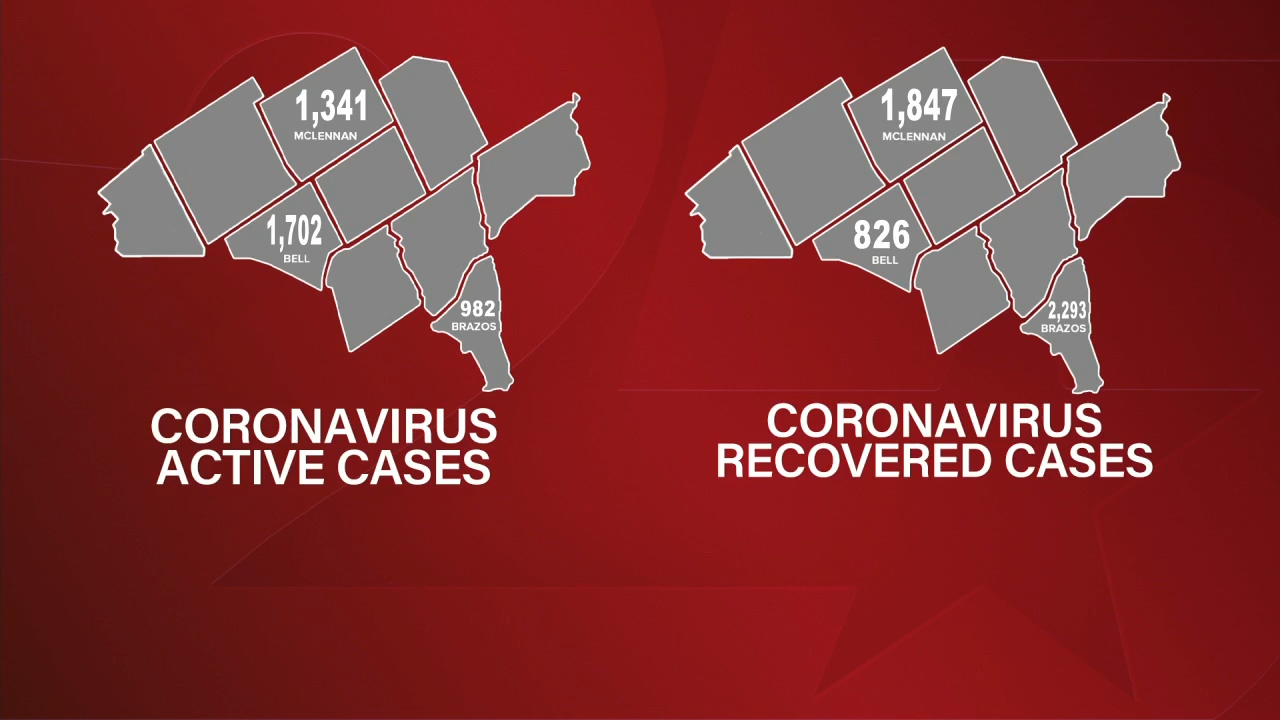 1,341
MCLENNAN
1,702
BELL
982
BRAZOS
CORONAVIRUS
ACTIVE CASES
1,847
MCLENNAN
826
BELL
2,293
BRAZOS
CORONAVIRUS
RECOVERED CASES